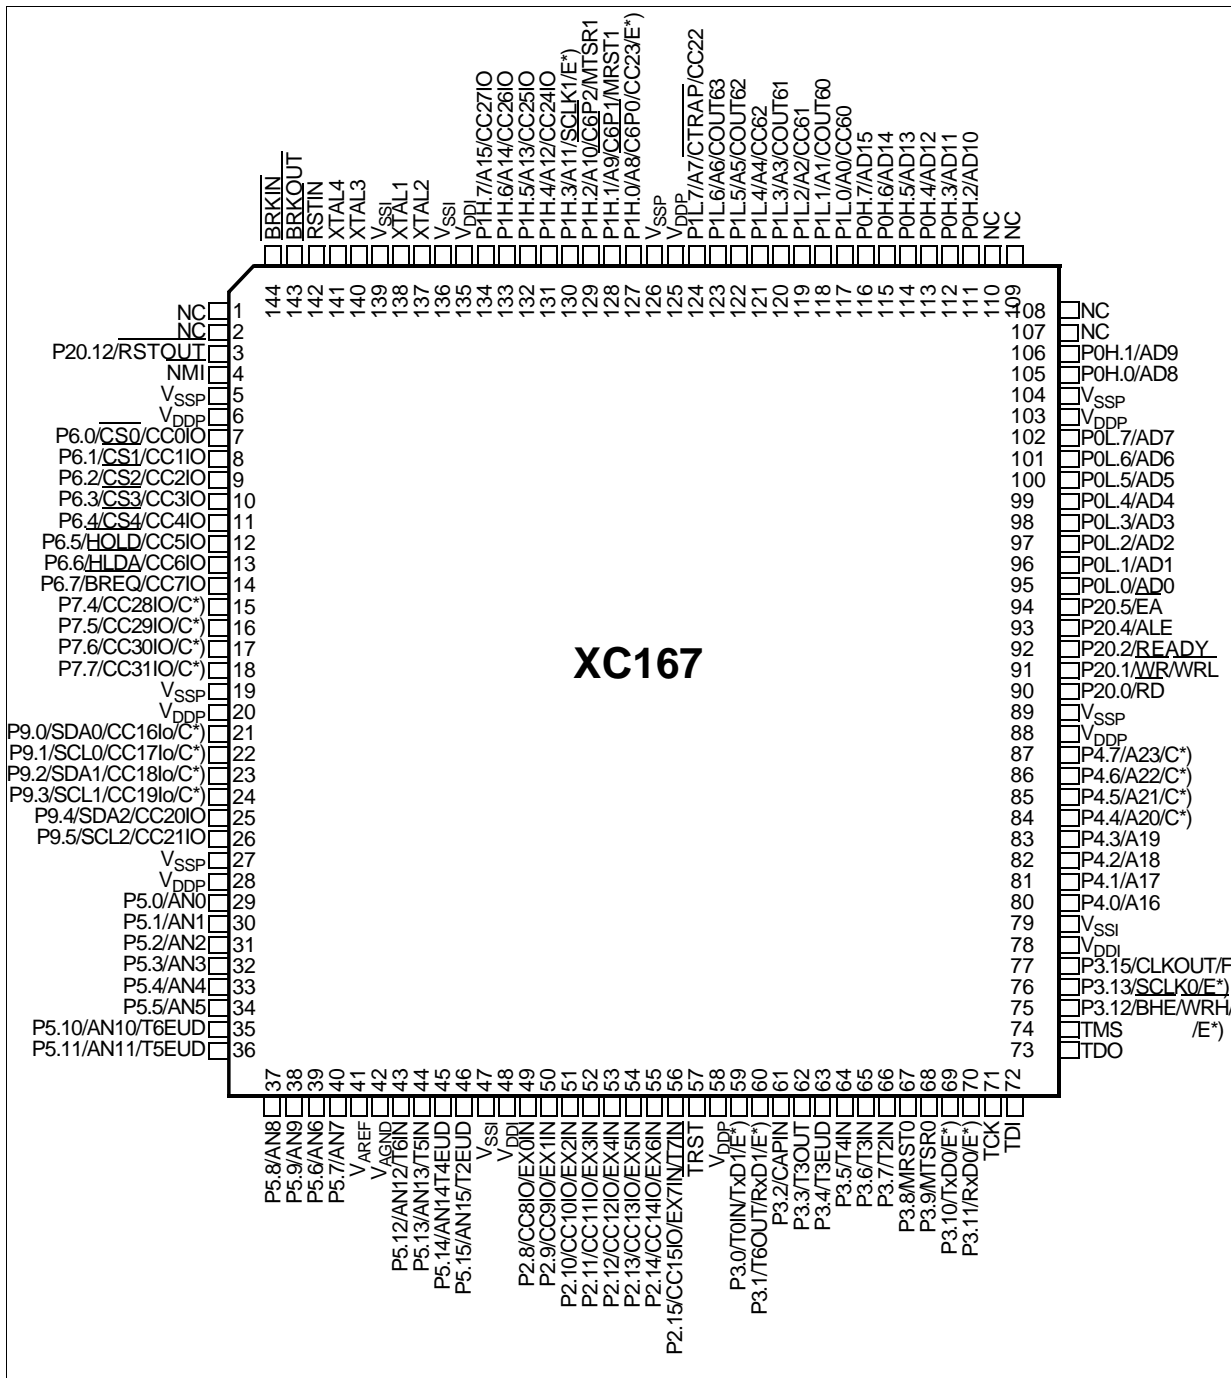 BRKIN
BRKOUT
RSTIN
XTAL4
XTAL3
VSSI
XTAL1
XTAL2
VSSI
VDDI
P1H.7/A15/CC27IO
P1H.6/A14/CC26IO
P1H.5/A13/CC25IO
P1H.4/A12/CC24IO
P1H.3/A11/SCLK1/E*)
P1H.2/A10/C6P2/MTSR1
P1H.1/A9/C6P1/MRST1
P1H.0/A8/C6P0/CC23/E*)
VSSP
VDDP
P1L.7/A7/CTRAP/CC22
P1L.6/A6/COUT63
P1L.5/A5/COUT62
P1L.4/A4/CC62
P1L.3/A3/COUT61
P1L.2/A2/CC61
P1L.1/A1/COUT60
P1L.0/A0/CC60
P0H.7/AD15
P0H.6/AD14
P0H.5/AD13
P0H.4/AD12
P0H.3/AD11
P0H.2/AD10
NC
NC
144
143
142
141
140
139
138
137
136
135
134
133
132
131
130
129
128
127
126
125
124
123
122
121
120
119
118
117
116
115
114
113
112
111
110
109
NC 1
NC 2
P20.12/RSTOUT 3
NMI 4
VSSP 5
VDDP 6
P6.0/CS0/CC0IO 7
P6.1/CS1/CC1IO 8
P6.2/CS2/CC2IO 9
P6.3/CS3/CC3IO 10
P6.4/CS4/CC4IO 11
P6.5/HOLD/CC5IO 12
P6.6/HLDA/CC6IO 13
P6.7/BREQ/CC7IO 14
P7.4/CC28IO/C*) 15
P7.5/CC29IO/C*) 16
P7.6/CC30IO/C*) 17
P7.7/CC31IO/C*) 18
VSSP 19
VDDP 20
P9.0/SDA0/CC16Io/C*) 21
P9.1/SCL0/CC17Io/C*) 22
P9.2/SDA1/CC18Io/C*) 23
P9.3/SCL1/CC19Io/C*) 24
P9.4/SDA2/CC20IO 25
P9.5/SCL2/CC21IO 26
VSSP 27
VDDP 28
P5.0/AN0 29
P5.1/AN1 30
P5.2/AN2 31
P5.3/AN3 32
P5.4/AN4 33
P5.5/AN5 34
P5.10/AN10/T6EUD 35
P5.11/AN11/T5EUD 36
XC167
108 NC
107 NC
106 P0H.1/AD9
105 P0H.0/AD8
104 VSSP
103 VDDP
102 P0L.7/AD7
101 P0L.6/AD6
100 P0L.5/AD5
99 P0L.4/AD4
98 P0L.3/AD3
97 P0L.2/AD2
96 P0L.1/AD1
95 P0L.0/AD0
94 P20.5/EA
93 P20.4/ALE
92 P20.2/READY
91 P20.1/WR/WRL
90 P20.0/RD
89 VSSP
88 VDDP
87 P4.7/A23/C*)
86 P4.6/A22/C*)
85 P4.5/A21/C*)
84 P4.4/A20/C*)
83 P4.3/A19
82 P4.2/A18
81 P4.1/A17
80 P4.0/A16
79 VSSI
78 VDDI
77 P3.15/CLKOUT/F
76 P3.13/SCLK0/E*)
75 P3.12/BHE/WRH/
74 TMS /E*)
73 TDO
37
38
39
40
41
42
43
44
45
46
47
48
49
50
51
52
53
54
55
56
57
58
59
60
61
62
63
64
65
66
67
68
69
70
71
72
P5.8/AN8
P5.9/AN9
P5.6/AN6
P5.7/AN7
VAREF
VAGND
P5.12/AN12/T6IN
P5.13/AN13/T5IN
P5.14/AN14T4EUD
P5.15/AN15/T2EUD
VSSI
VDDI
P2.8/CC8IO/EX0IN
P2.9/CC9IO/EX1IN
P2.10/CC10IO/EX2IN
P2.11/CC11IO/EX3IN
P2.12/CC12IO/EX4IN
P2.13/CC13IO/EX5IN
P2.14/CC14IO/EX6IN
P2.15/CC15IO/EX7IN/T7IN
TRST
VDDP
P3.0/T0IN/TxD1/E*)
P3.1/T6OUT/RxD1/E*)
P3.2/CAPIN
P3.3/T3OUT
P3.4/T3EUD
P3.5/T4IN
P3.6/T3IN
P3.7/T2IN
P3.8/MRST0
P3.9/MTSR0
P3.10/TxD0/E*)
P3.11/RxD0/E*)
TCK
TDI